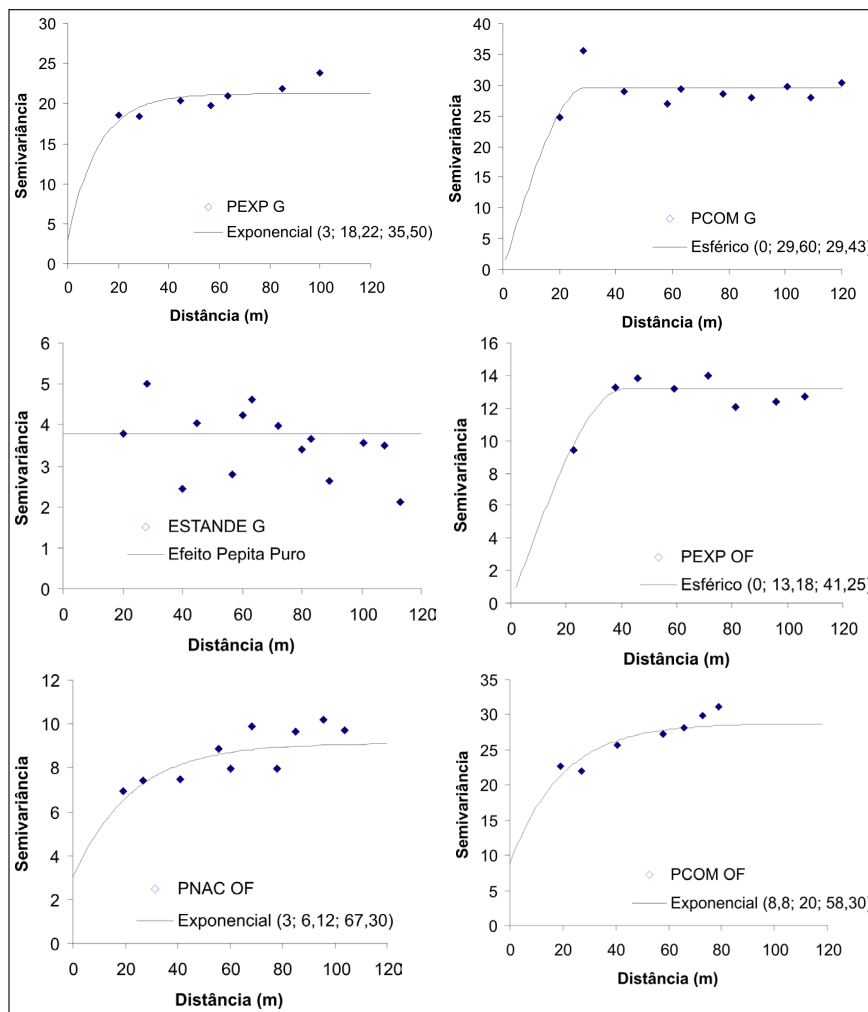 30
25
20
15
10
5
0
Semivariância
PEXP G
Exponencial (3; 18,22; 35,50)
0 20 40 60 80 100 120
Distância (m)
40
35
30
25
20
15
10
5
0
Semivariância
PCOM G
Esférico (0; 29,60; 29,43)
0 20 40 60 80 100 120
Distância (m)
6
5
4
3
2
1
0
Semivariância
ESTANDE G
Efeito Pepita Puro
0 20 40 60 80 100 120
Distância (m)
16
14
12
10
8
6
4
2
0
Semivariância
PEXP OF
Esférico (0; 13,18; 41,25)
0 20 40 60 80 100 120
Distância (m)
12
10
8
6
4
2
0
Semivariância
PNAC OF
Exponencial (3; 6,12; 67,30)
0 20 40 60 80 100 120
Distância (m)
35
30
25
20
15
10
5
0
Semivariância
PCOM OF
Exponencial (8,8; 20; 58,30)
0 20 40 60 80 100 120
Distância (m)